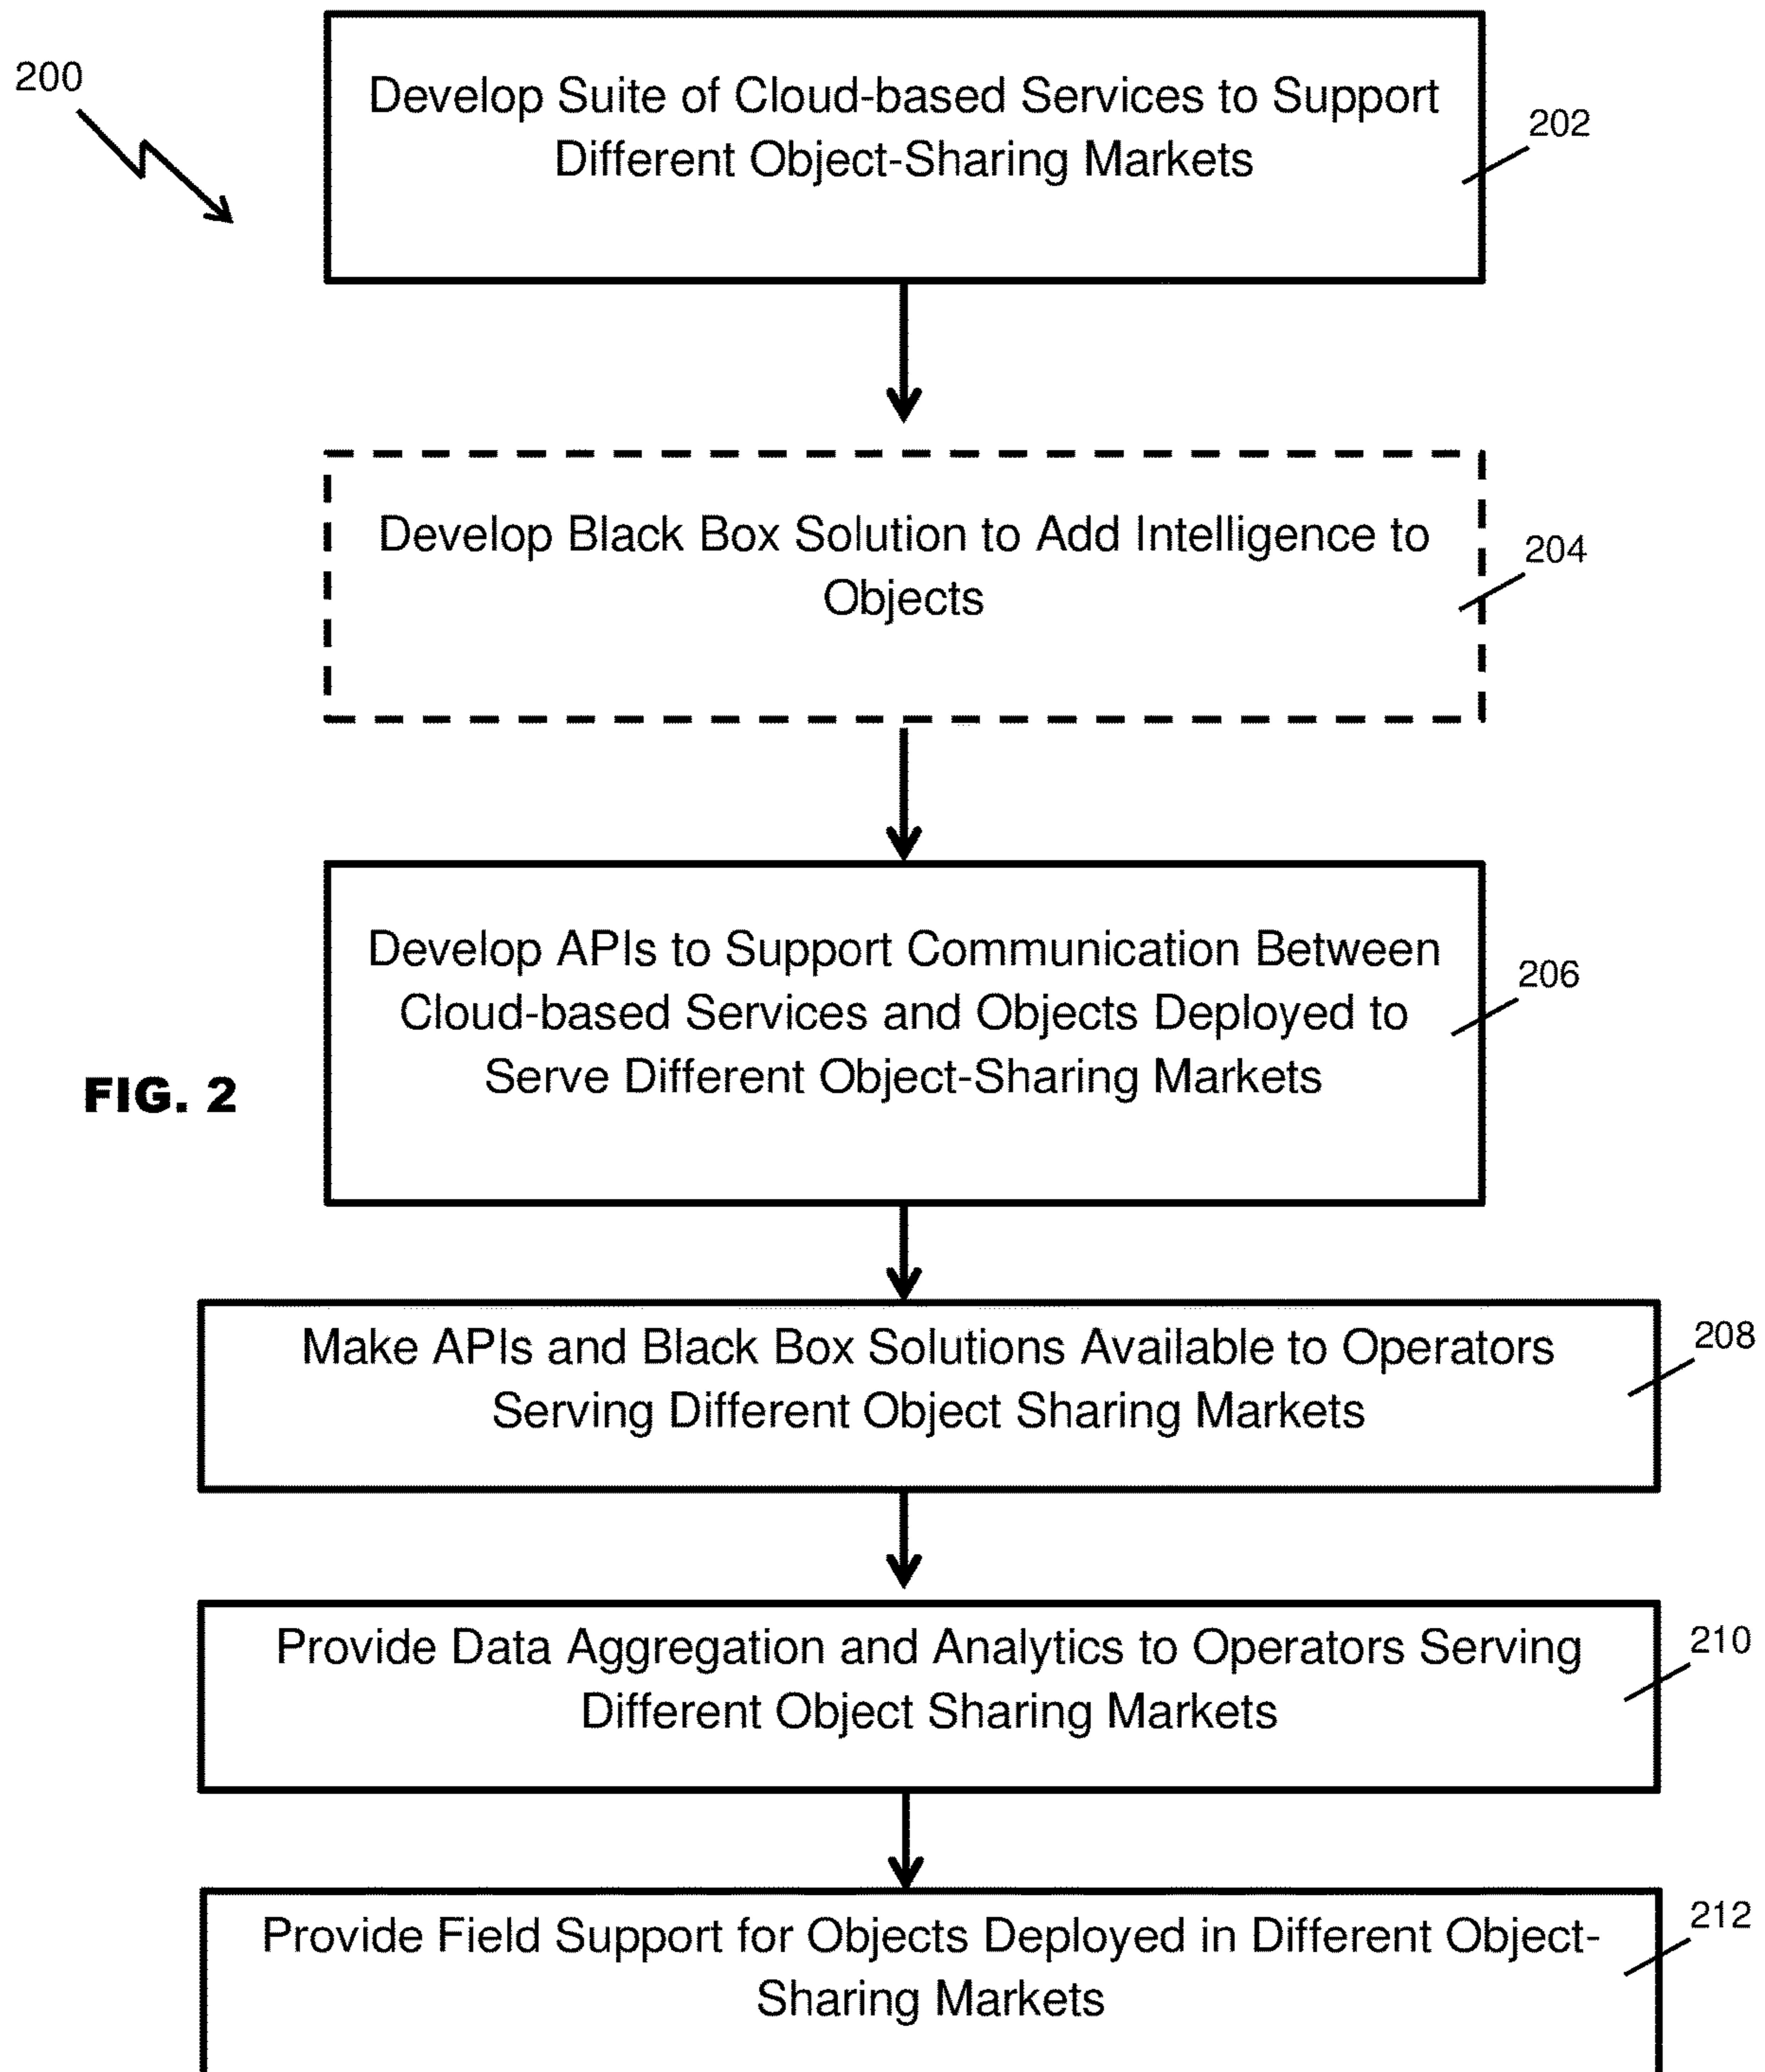 200
Develop Suite of Cloud-based Services to Support
Different Object-Sharing Markets
202
Develop Black Box Solution to Add Intelligence to
Objects
204
Develop APIs to Support Communication Between
Cloud-based Services and Objects Deployed to
Serve Different Object-Sharing Markets
206
FIG. 2
Make APIs and Black Box Solutions Available to Operators
Serving Different Object Sharing Markets
208
Provide Data Aggregation and Analytics to Operators Serving
Different Object Sharing Markets
210
Provide Field Support for Objects Deployed in Different Object-
Sharing Markets
212